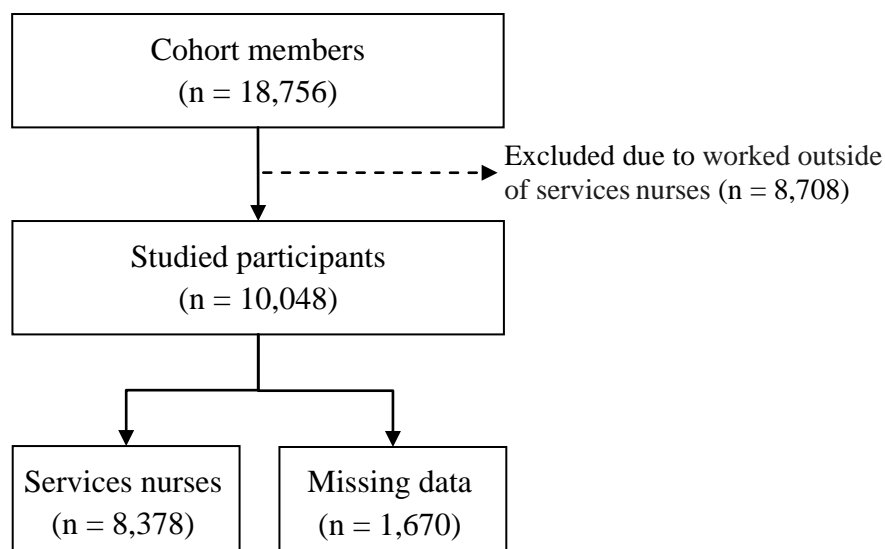 Cohort members
(n = 18,756)
Excluded due to worked outside
of services nurses (n = 8,708)
Studied participants
(n = 10,048)
Services nurses
(n = 8,378)
Missing data
(n = 1,670)